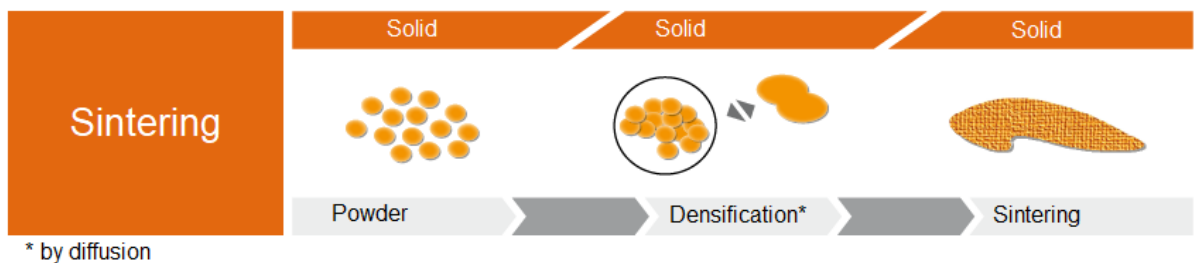 Sintering
Solid
Solid
Solid
Powder
Densification*
Sintering
* by diffusion